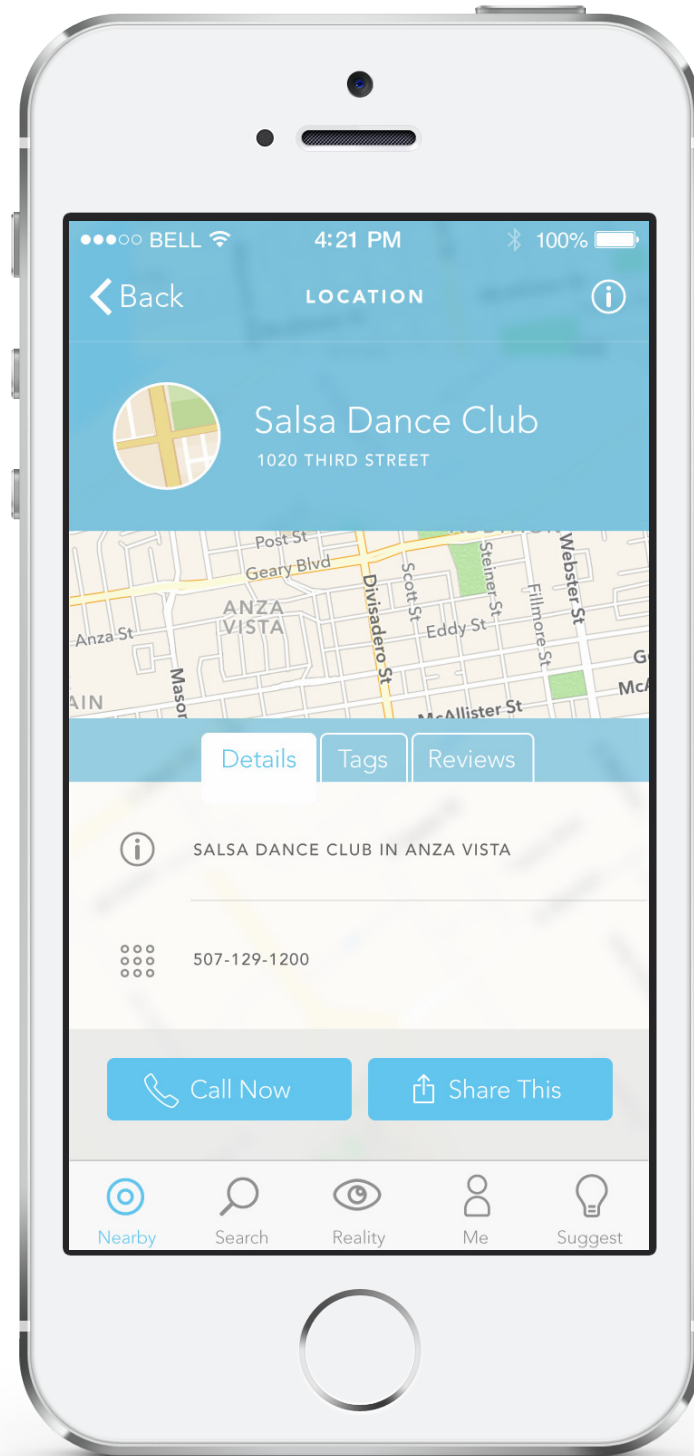 BELL
4:21 PM
100%
Back
LOCATION
Salsa Dance Club
1020 THIRD STREET
Post St
Geary Blvd
ANZA
VISTA
Anza St
Divisadero St
Scott St
Steiner St
Webster St
Fillmore St
Eddy St
McAllister St
Details
Tags
Reviews
SALSA DANCE CLUB IN ANZA VISTA
507-129-1200
Call Now
Share This
Nearby
Search
Reality
Me
Suggest